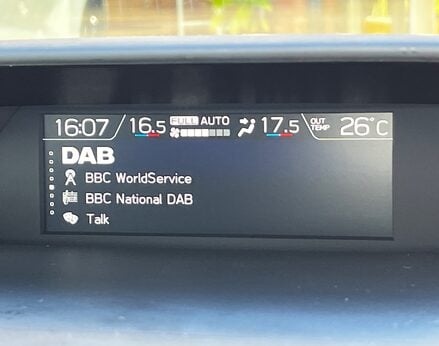 16:07 16.5 FULL AUTO 17.5 OUT TEMP 26°C
DAB
BBC WorldService
BBC National DAB
Talk